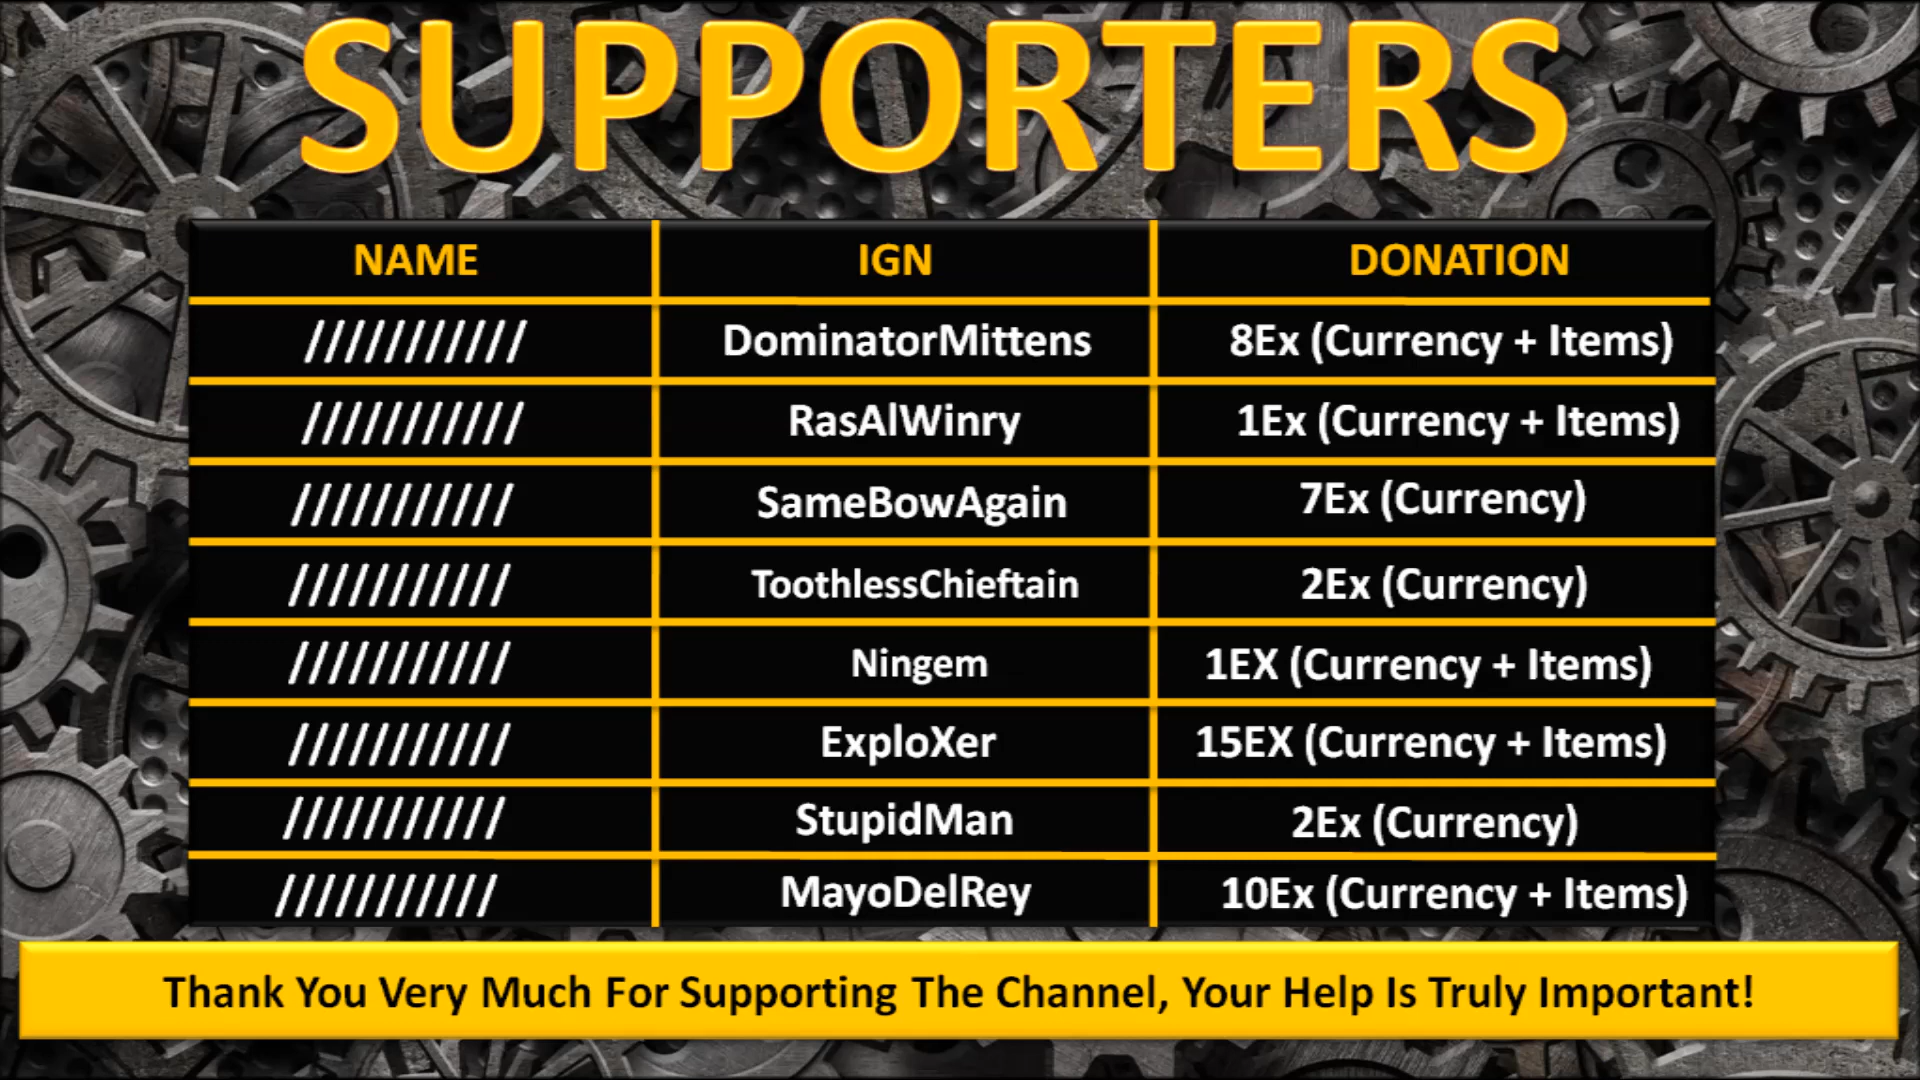 SUPPORTERS
NAME IGN DONATION
/////////// DominatorMittens 8Ex (Currency + Items)
/////////// RasAlWinry 1Ex (Currency + Items)
/////////// SameBowAgain 7Ex (Currency)
/////////// ToothlessChieftain 2Ex (Currency)
/////////// Ningem 1EX (Currency + Items)
/////////// ExploXer 15EX (Currency + Items)
/////////// StupidMan 2Ex (Currency)
/////////// MayoDelRey 10Ex (Currency + Items)
Thank You Very Much For Supporting The Channel, Your Help Is Truly Important!